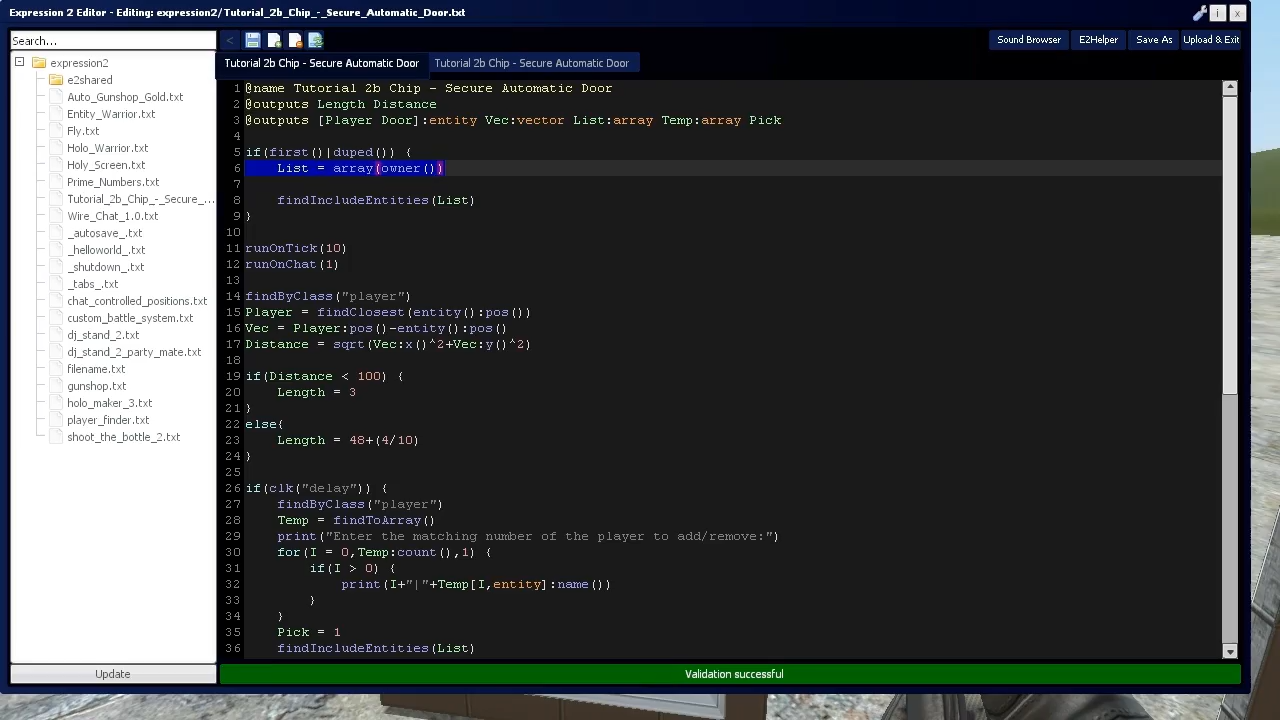 Expression 2 Editor - Editing: expression2/Tutorial_2b_Chip_-_Secure_Automatic_Door.txt
i x
Search...
< Sound Browser E2Helper Save As Upload & Exit
expression2
e2shared
Auto_Gunshop_Gold.txt
Entity_Warrior.txt
Fly.txt
Holo_Warrior.txt
Holy_Screen.txt
Prime_Numbers.txt
Tutorial_2b_Chip_-_Secure_...
Wire_Chat_1.0.txt
_autosave_.txt
_helloworld_.txt
_shutdown_.txt
_tabs_.txt
chat_controlled_positions.txt
custom_battle_system.txt
dj_stand_2.txt
dj_stand_2_party_mate.txt
filename.txt
gunshop.txt
holo_maker_3.txt
player_finder.txt
shoot_the_bottle_2.txt
Update
Tutorial 2b Chip - Secure Automatic Door Tutorial 2b Chip - Secure Automatic Door
1 @name Tutorial 2b Chip - Secure Automatic Door
2 @outputs Length Distance
3 @outputs [Player Door]:entity Vec:vector List:array Temp:array Pick
4
5 if(first()|duped()) {
6     List = array(owner())
7
8     findIncludeEntities(List)
9 }
10
11 runOnTick(10)
12 runOnChat(1)
13
14 findByClass("player")
15 Player = findClosest(entity():pos())
16 Vec = Player:pos()-entity():pos()
17 Distance = sqrt(Vec:x()^2+Vec:y()^2)
18
19 if(Distance < 100) {
20     Length = 3
21 }
22 else{
23     Length = 48+(4/10)
24 }
25
26 if(clk("delay")) {
27     findByClass("player")
28     Temp = findToArray()
29     print("Enter the matching number of the player to add/remove:")
30     for(I = 0,Temp:count(),1) {
31         if(I > 0) {
32             print(I+"|"+Temp[I,entity]:name())
33         }
34     }
35     Pick = 1
36     findIncludeEntities(List)
Validation successful